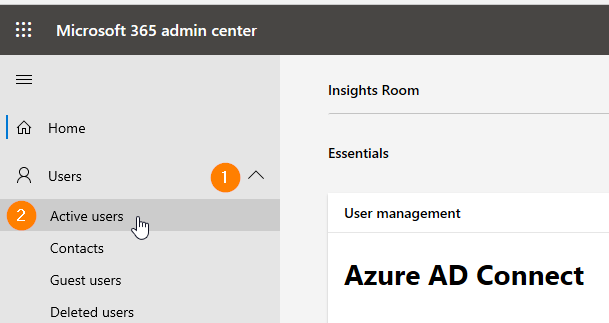 Microsoft 365 admin center
Home
Users
1
2
Active users
Contacts
Guest users
Deleted users
Insights Room
Essentials
User management
Azure AD Connect